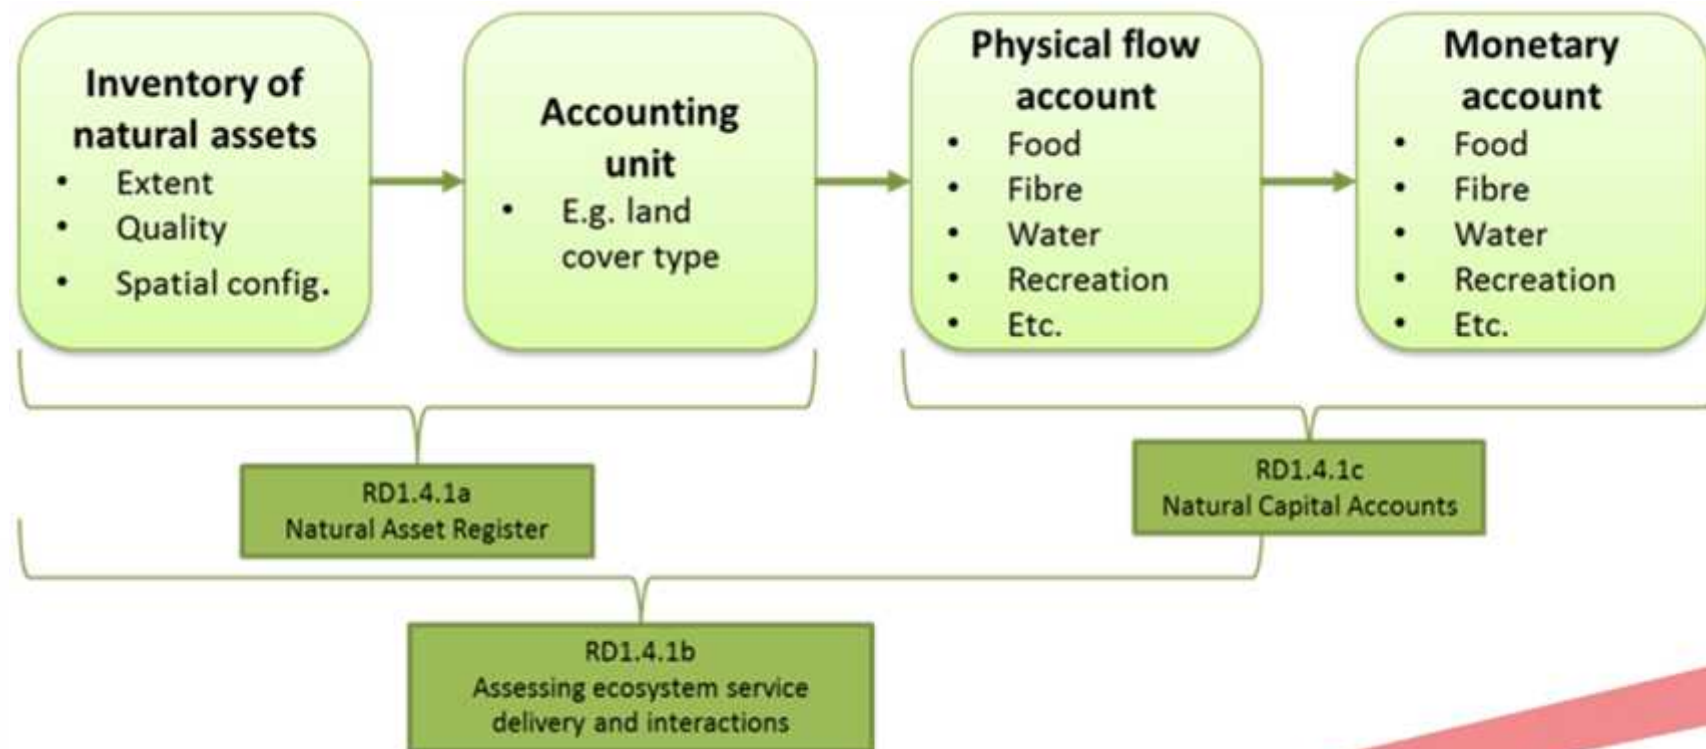 Inventory of
natural assets
• Extent
• Quality
• Spatial config.
Accounting
unit
• E.g. land
cover type
Physical flow
account
• Food
• Fibre
• Water
• Recreation
• Etc.
Monetary
account
• Food
• Fibre
• Water
• Recreation
• Etc.
RD1.4.1a
Natural Asset Register
RD1.4.1c
Natural Capital Accounts
RD1.4.1b
Assessing ecosystem service
delivery and interactions